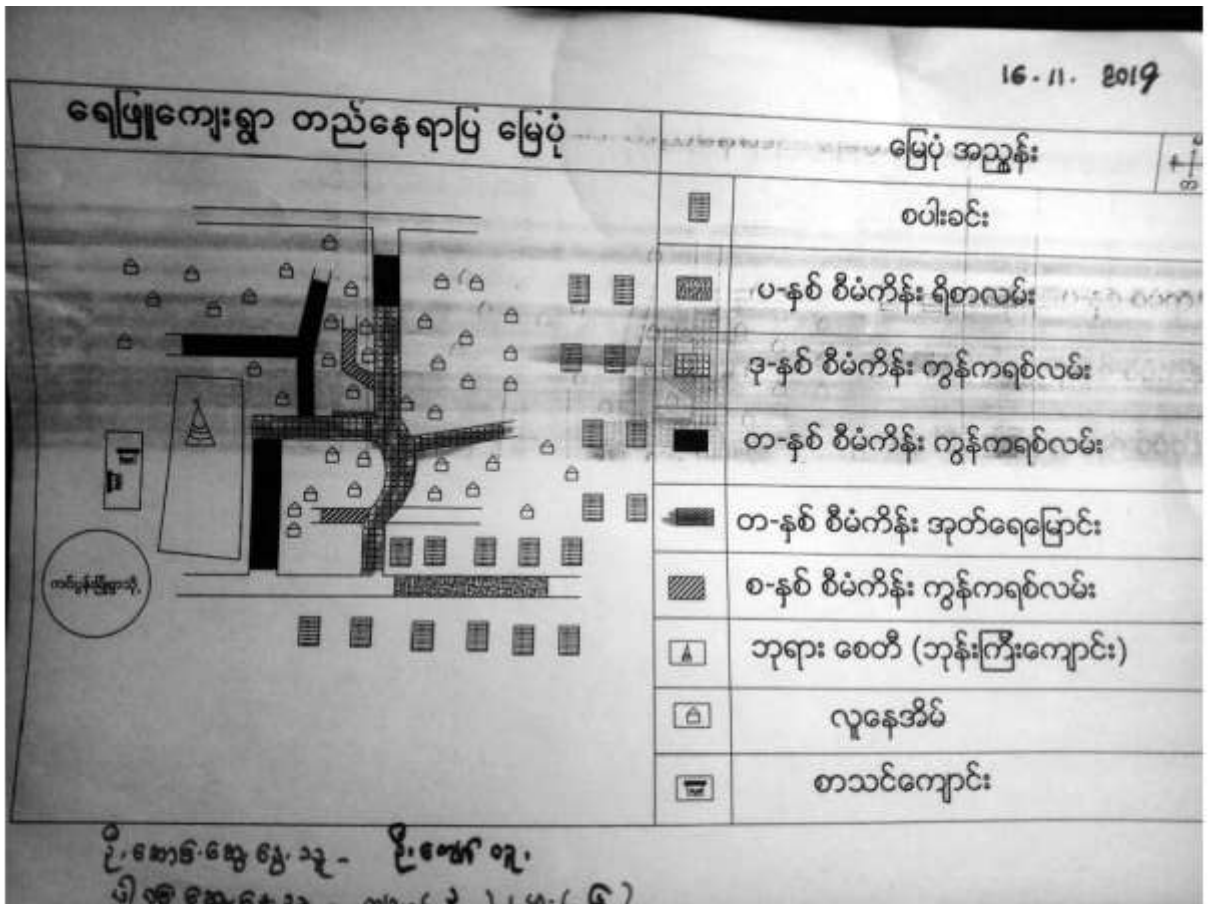 16.11.2019
ရေဖြူကျေးရွာ တည်နေရာပြ မြေပုံ
မြေပုံ အညွှန်း
စပါးခင်း
ပ-နှစ် စီမံကိန်း ရိုတာလမ်း
ဒု-နှစ် စီမံကိန်း ကွန်ကရစ်လမ်း
တ-နှစ် စီမံကိန်း ကွန်ကရစ်လမ်း
တ-နှစ် စီမံကိန်း အုတ်ရေမြောင်း
စ-နှစ် စီမံကိန်း ကွန်ကရစ်လမ်း
ဘုရား စေတီ (ဘုန်းကြီးကျောင်း)
လူနေအိမ်
စာသင်ကျောင်း